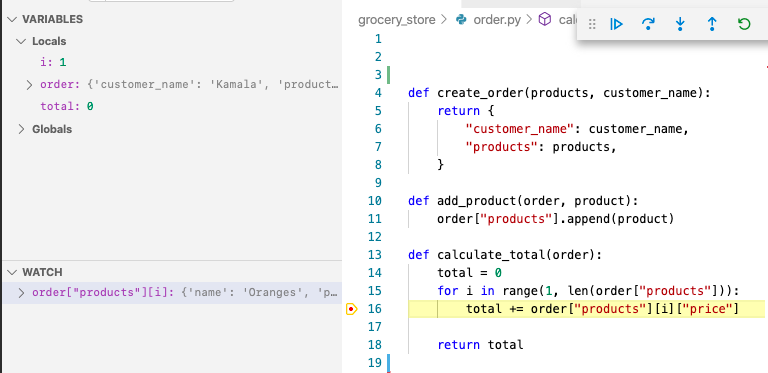 VARIABLES
Locals
i: 1
order: {'customer_name': 'Kamala', 'product...
total: 0
Globals
WATCH
order["products"][i]: {'name': 'Oranges', 'p...
grocery_store > order.py >
1
2
3
4 def create_order(products, customer_name):
5 return {
6 "customer_name": customer_name,
7 "products": products,
8 }
9
10 def add_product(order, product):
11 order["products"].append(product)
12
13 def calculate_total(order):
14 total = 0
15 for i in range(1, len(order["products"])):
16 total += order["products"][i]["price"]
17
18 return total
19